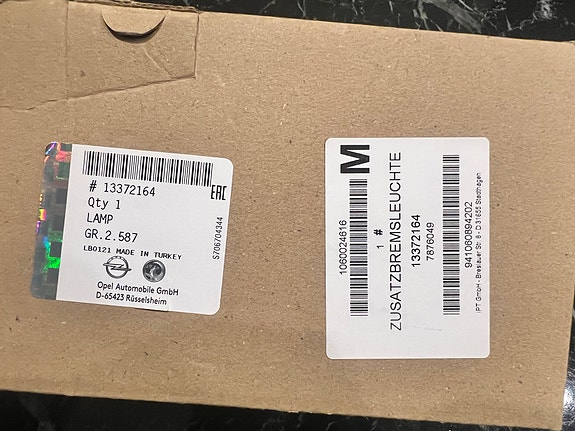 # 13372164
EAC
Qty 1
LAMP
GR.2.587
LB0121 MADE IN TURKEY
S706704344
Opel Automobile GmbH
D-65423 Rüsselsheim
M
1060024616
1 #
ZUSATZBREMSLEUCHTE
13372164
7876049
941060894202
IPT GmbH - Breslauer Str. 8 - D 31655 Stadthagen